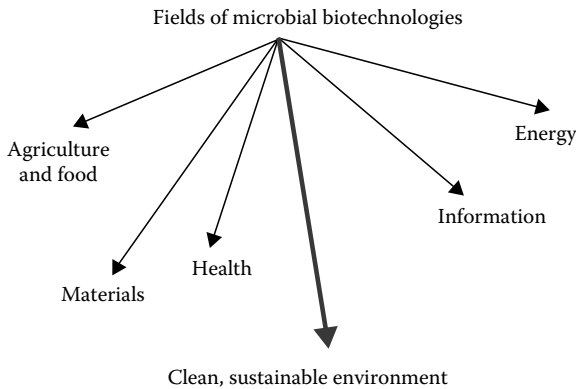 Fields of microbial biotechnologies
Energy
Agriculture
and food
Information
Health
Materials
Clean, sustainable environment